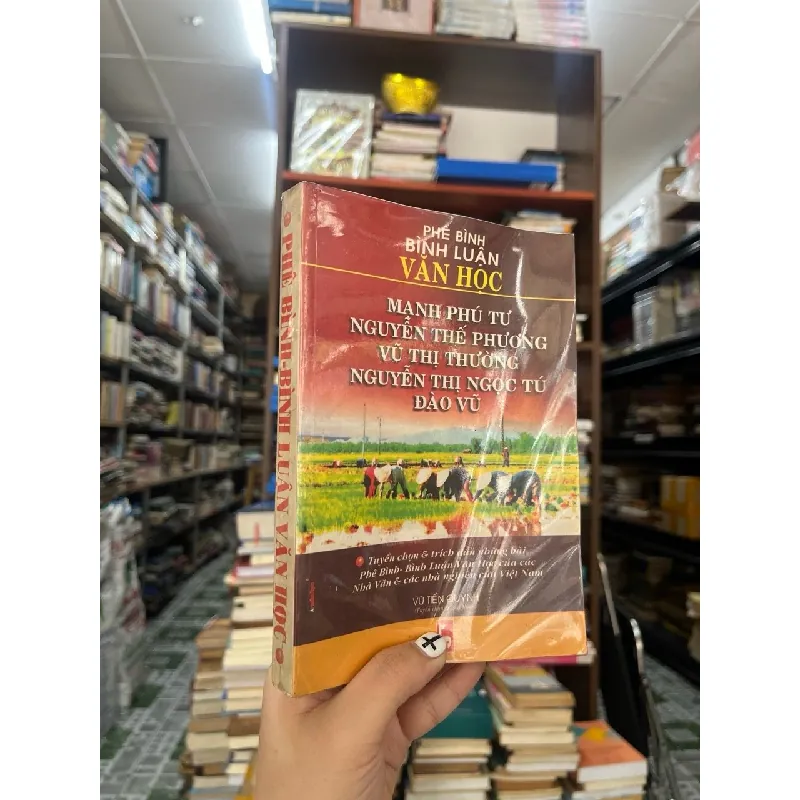 PHÊ BÌNH
BÌNH LUẬN
VĂN HỌC
MẠNH PHÚ TƯ
NGUYỄN THẾ PHƯƠNG
VŨ THỊ THƯỜNG
NGUYỄN THỊ NGỌC TÚ
ĐÀO VŨ
Tuyển chọn & trích dẫn những bài
Phê Bình - Bình Luận Văn Học của các
Nhà Văn & các nhà nghiên cứu Việt Nam
VŨ TIẾN QUỲNH
PHÊ BÌNH-BÌNH LUẬN VĂN HỌC